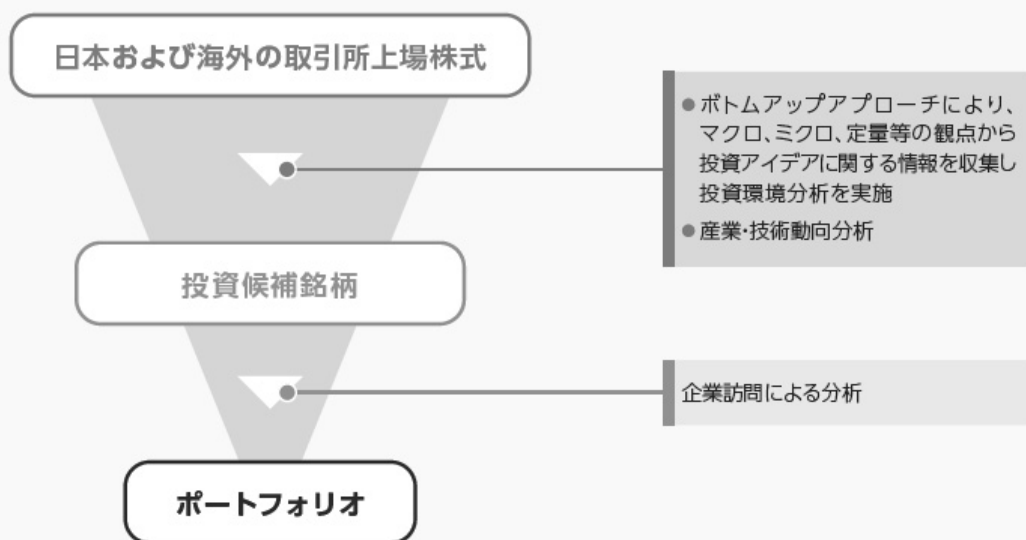 日本および海外の取引所上場株式
●ボトムアップアプローチにより、
マクロ、ミクロ、定量等の観点から
投資アイデアに関する情報を収集し
投資環境分析を実施
●産業・技術動向分析
投資候補銘柄
企業訪問による分析
ポートフォリオ